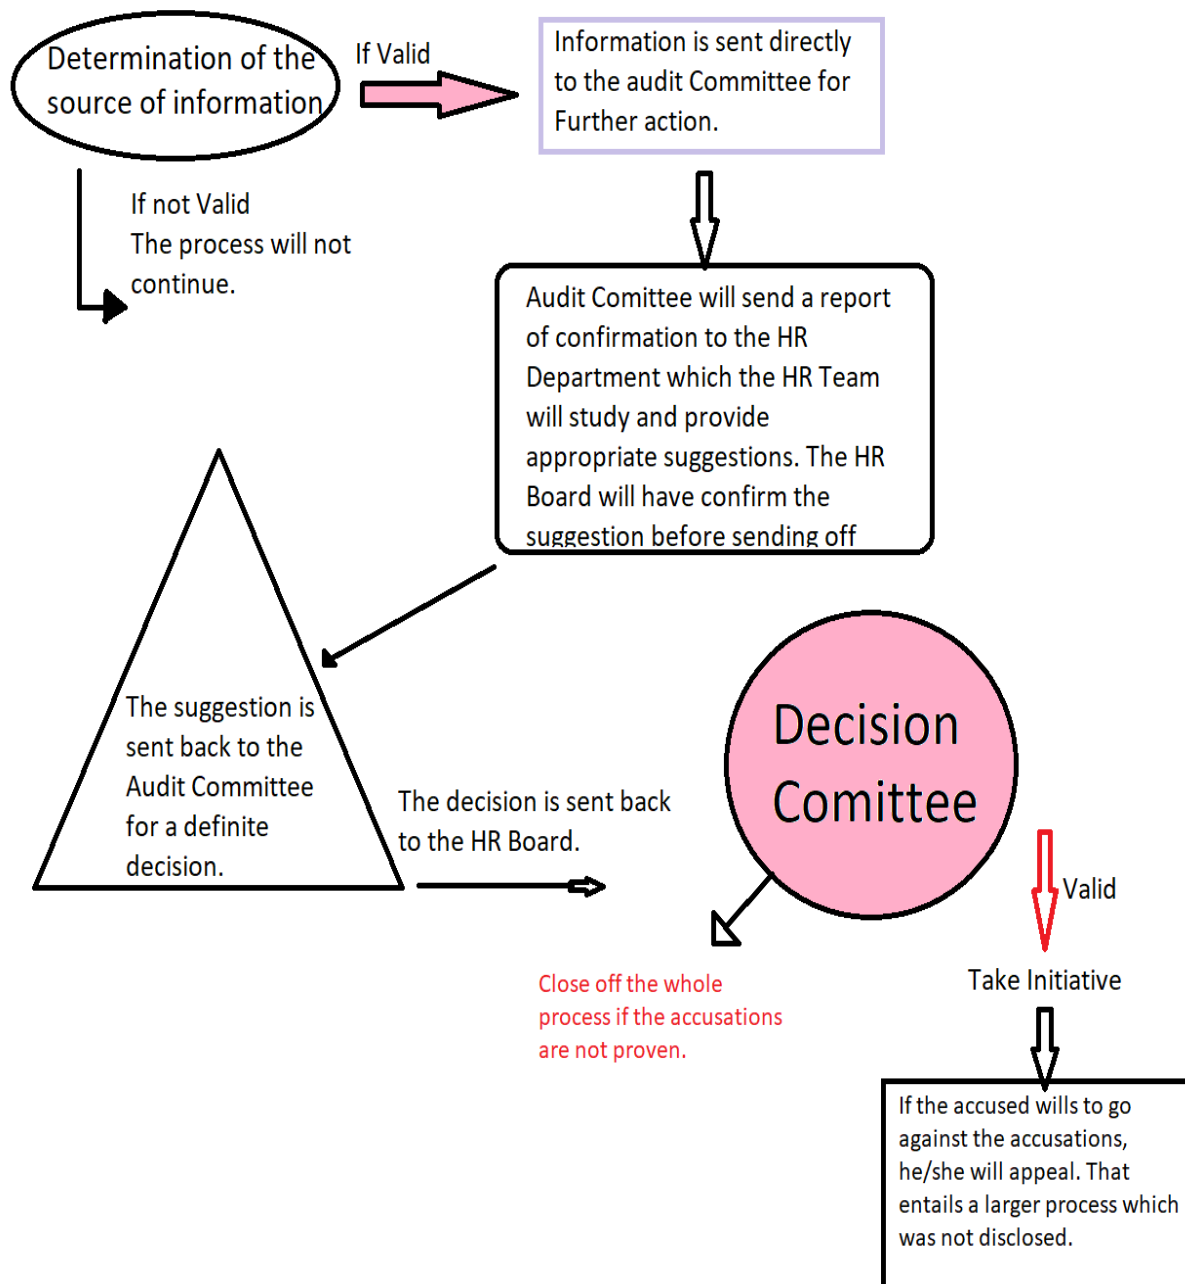 Determination of the
source of information
If Valid
Information is sent directly
to the audit Committee for
Further action.
If not Valid
The process will not
continue.
Audit Comittee will send a report
of confirmation to the HR
Department which the HR Team
will study and provide
appropriate suggestions. The HR
Board will have confirm the
suggestion before sending off
The suggestion is
sent back to the
Audit Committee
for a definite
decision.
The decision is sent back
to the HR Board.
Decision
Comittee
Close off the whole
process if the accusations
are not proven.
Valid
Take Initiative
If the accused wills to go
against the accusations,
he/she will appeal. That
entails a larger process which
was not disclosed.